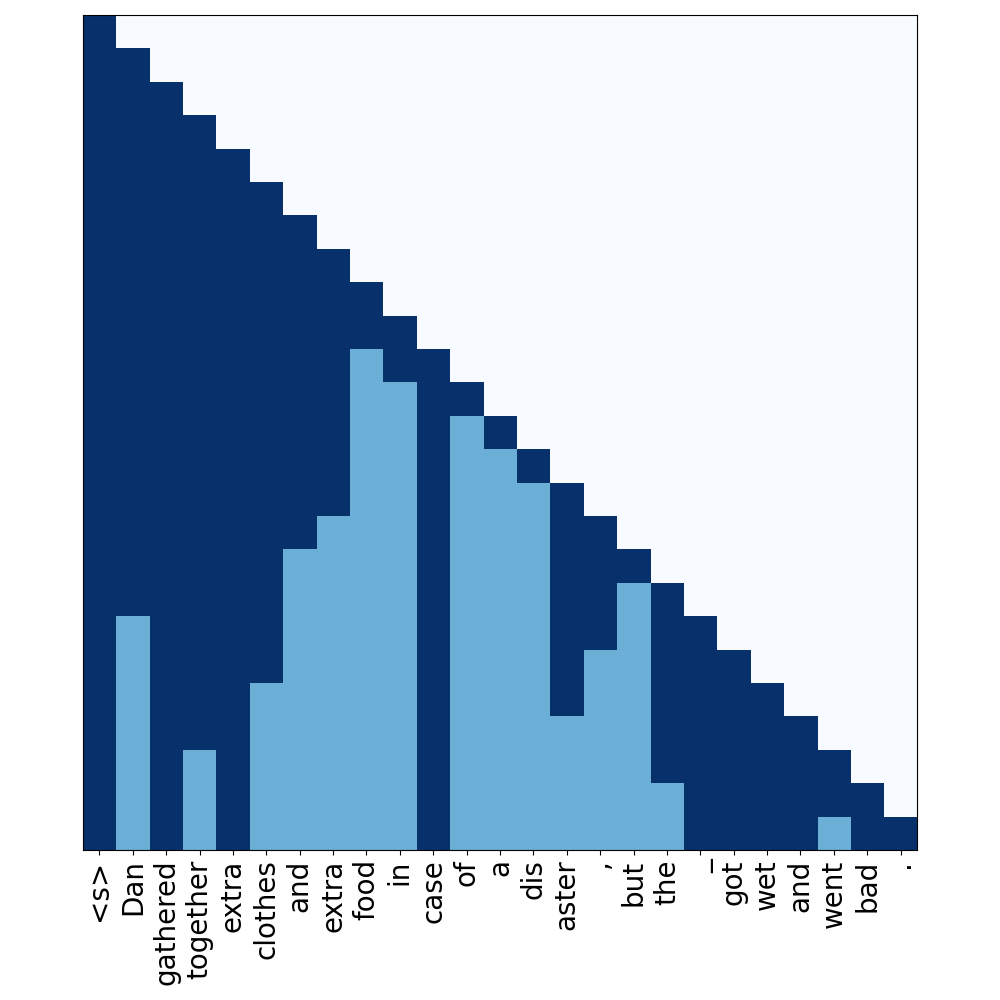 <s> Dan gathered together extra clothes and extra food in case of a dis aster , but the _ got wet and went bad .